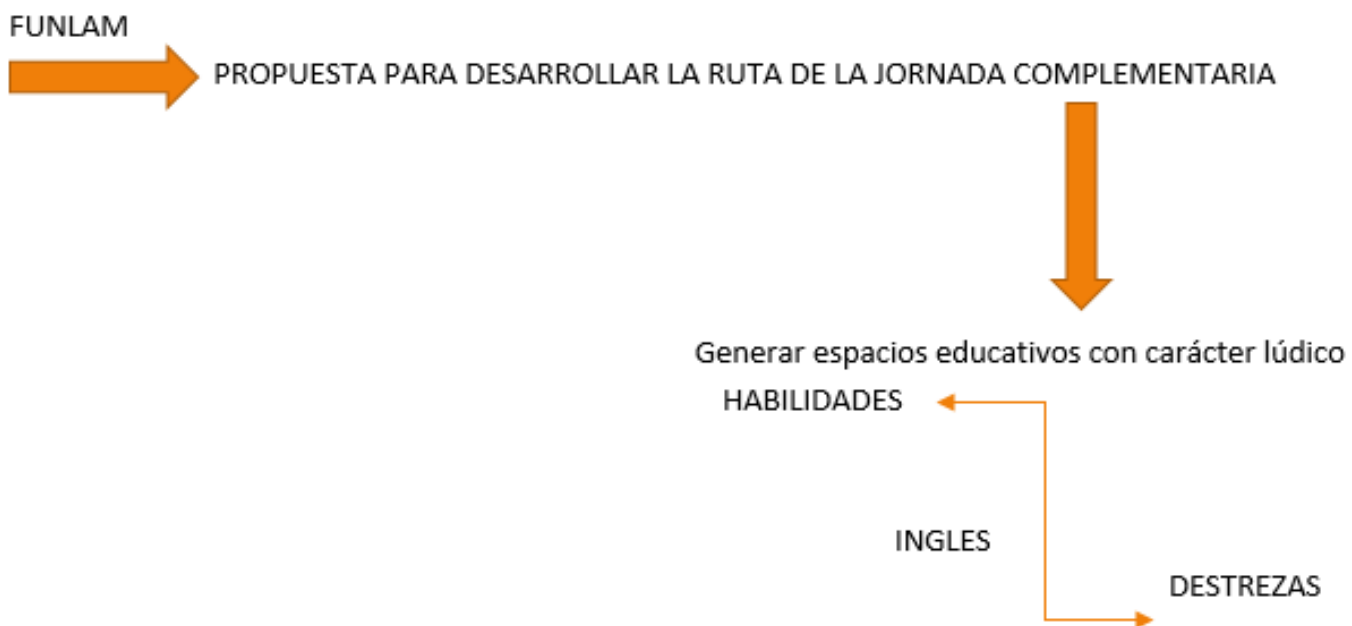 FUNLAM
PROPUESTA PARA DESARROLLAR LA RUTA DE LA JORNADA COMPLEMENTARIA
Generar espacios educativos con carácter lúdico
HABILIDADES
INGLES
DESTREZAS